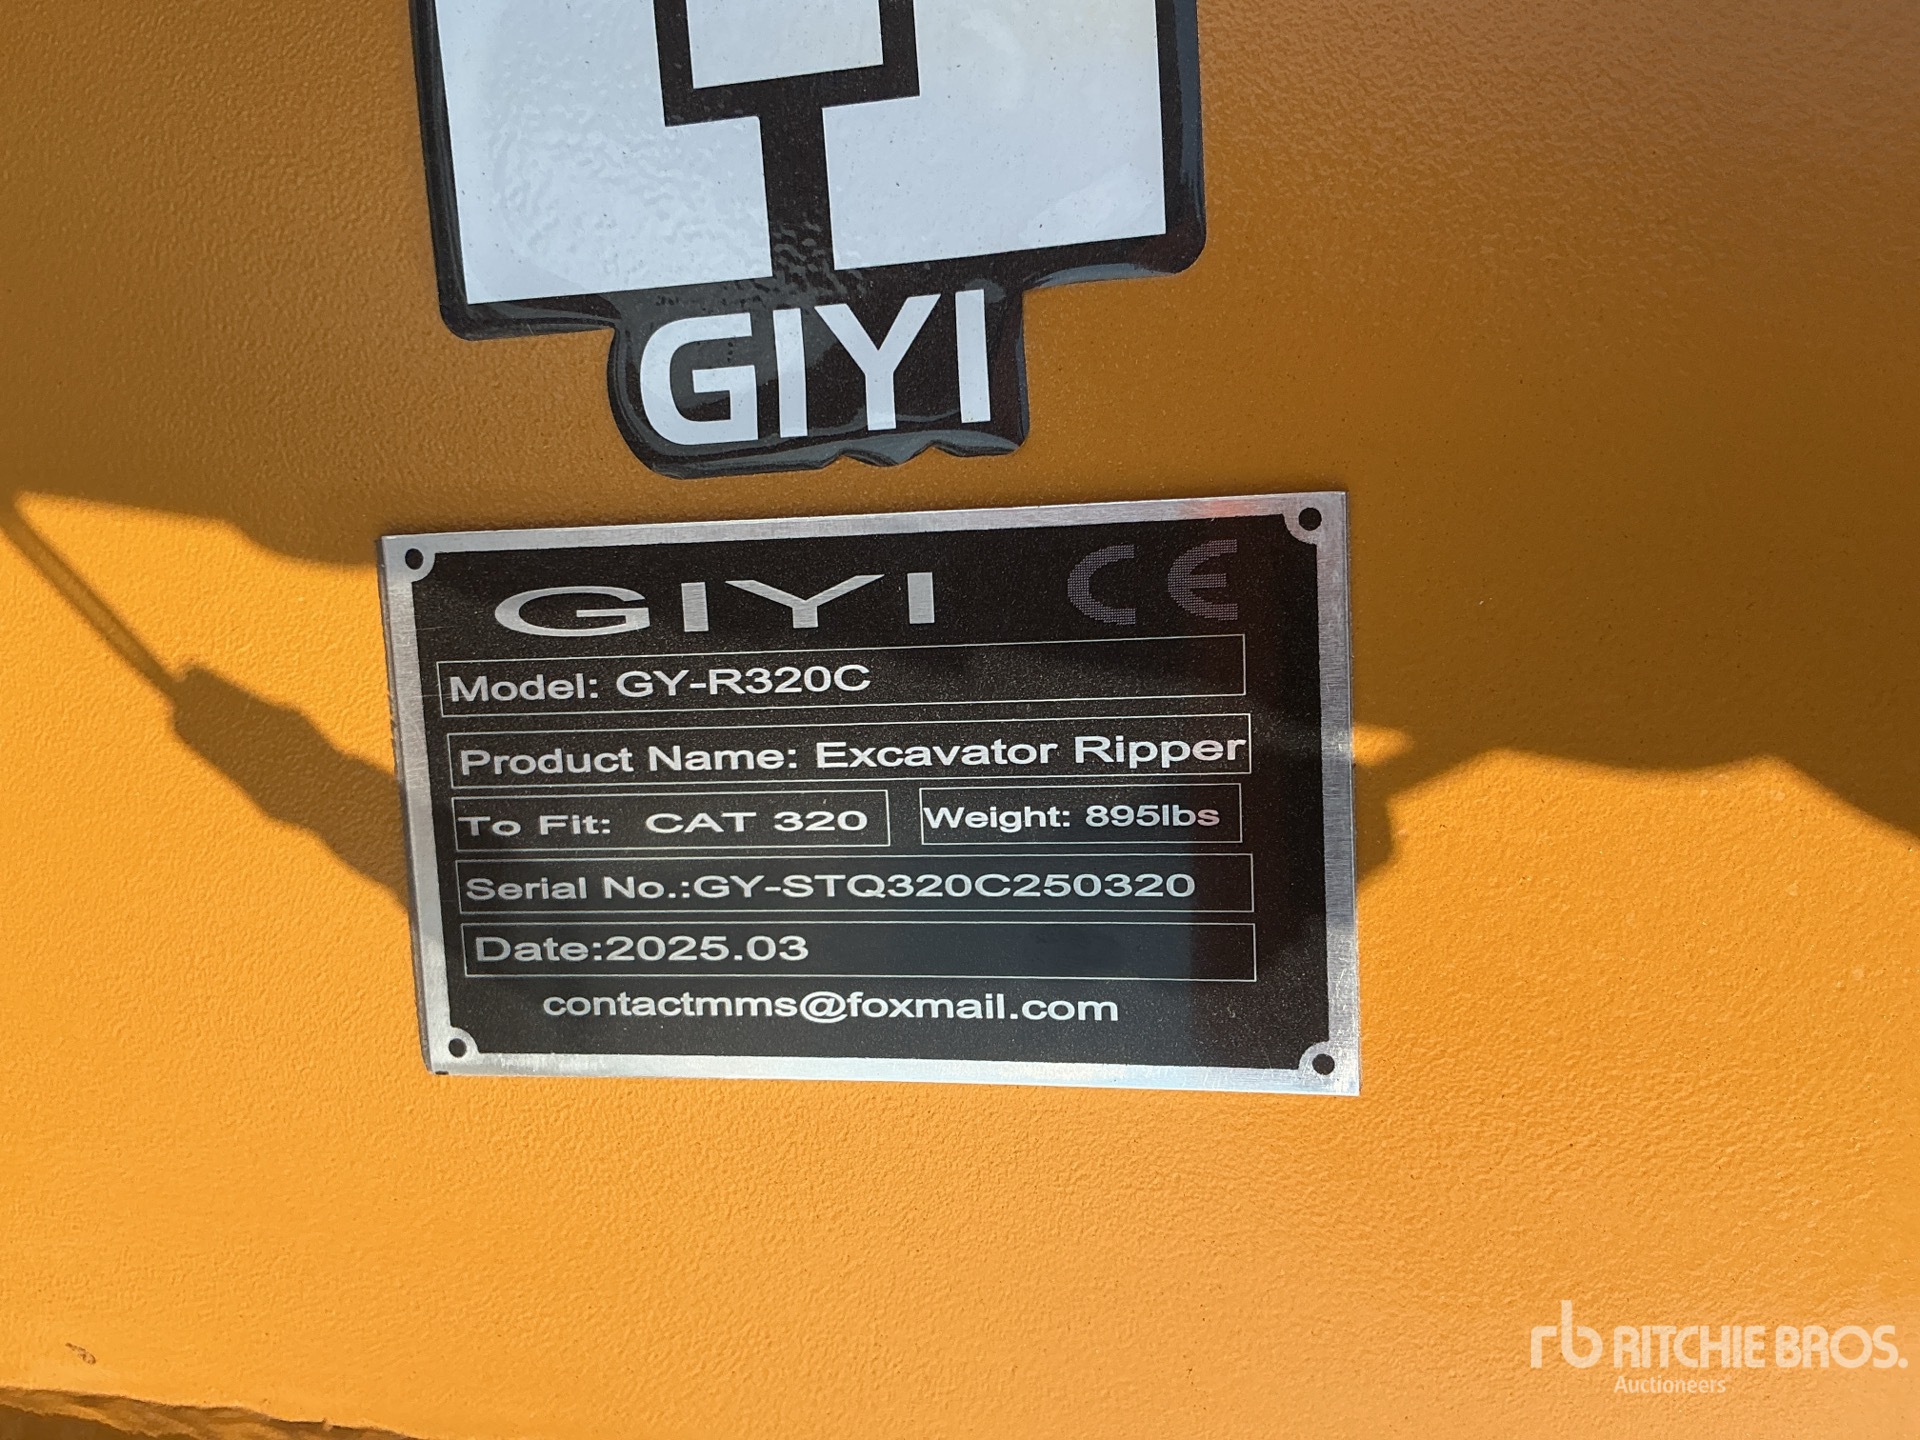 GIYI
GIYI CE
Model: GY-R320C
Product Name: Excavator Ripper
To Fit: CAT 320 Weight: 895lbs
Serial No.:GY-STQ320C250320
Date:2025.03
contactmms@foxmail.com
rb RITCHIE BROS.
Auctioneers